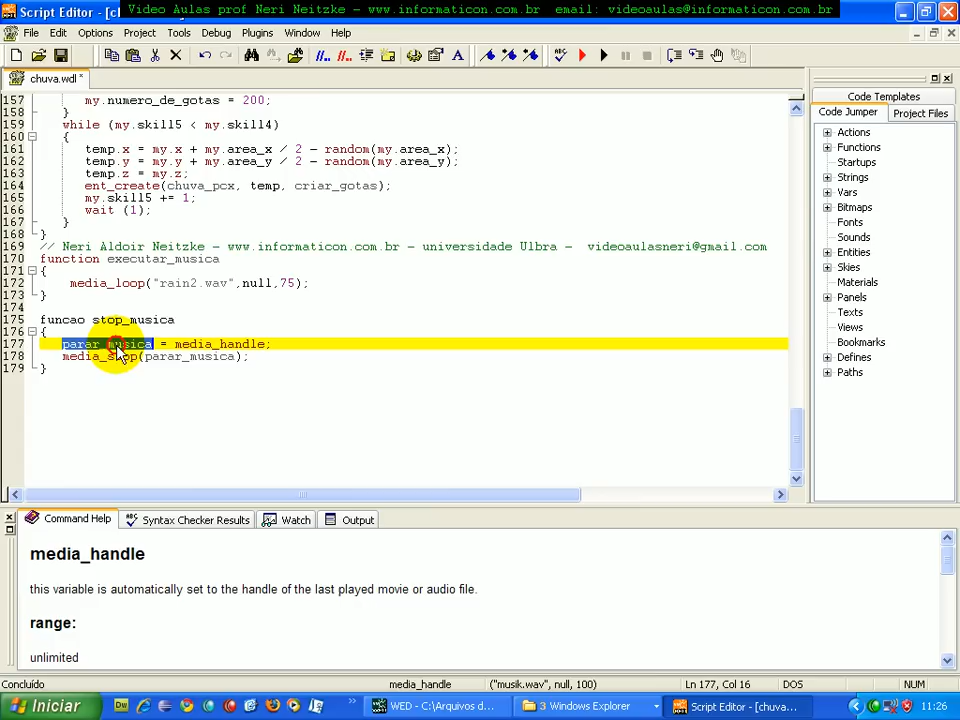 Script Editor - [ch
Video Aulas prof Neri Neitzke - www.informaticon.com.br email: videoaulas@informaticon.com.br
File Edit Options Project Tools Debug Plugins Window Help
chuva.wdl *
157 my.numero_de_gotas = 200;
158 }
159 while (my.skill5 < my.skill4)
160 {
161 temp.x = my.x + my.area_x / 2 - random(my.area_x);
162 temp.y = my.y + my.area_y / 2 - random(my.area_y);
163 temp.z = my.z;
164 ent_create(chuva_pcx, temp, criar_gotas);
165 my.skill5 += 1;
166 wait (1);
167 }
168 }
169 // Neri Aldoir Neitzke - www.informaticon.com.br - universidade Ulbra - videoaulasneri@gmail.com
170 function executar_musica
171 {
172 media_loop("rain2.wav",null,75);
173 }
174
175 funcao stop_musica
176 {
177 parar_musica = media_handle;
178 media_stop(parar_musica);
179 }
Code Templates
Code Jumper Project Files
Actions
Functions
Startups
Strings
Vars
Bitmaps
Fonts
Sounds
Entities
Skies
Materials
Panels
Texts
Views
Bookmarks
Defines
Paths
Command Help Syntax Checker Results Watch Output
media_handle
this variable is automatically set to the handle of the last played movie or audio file.
range:
unlimited
Concluído media_handle ("musik.wav", null, 100) Ln 177, Col 16 DOS NUM
Iniciar WED - C:\Arquivos d... 3 Windows Explorer Script Editor - [chuva... 11:26